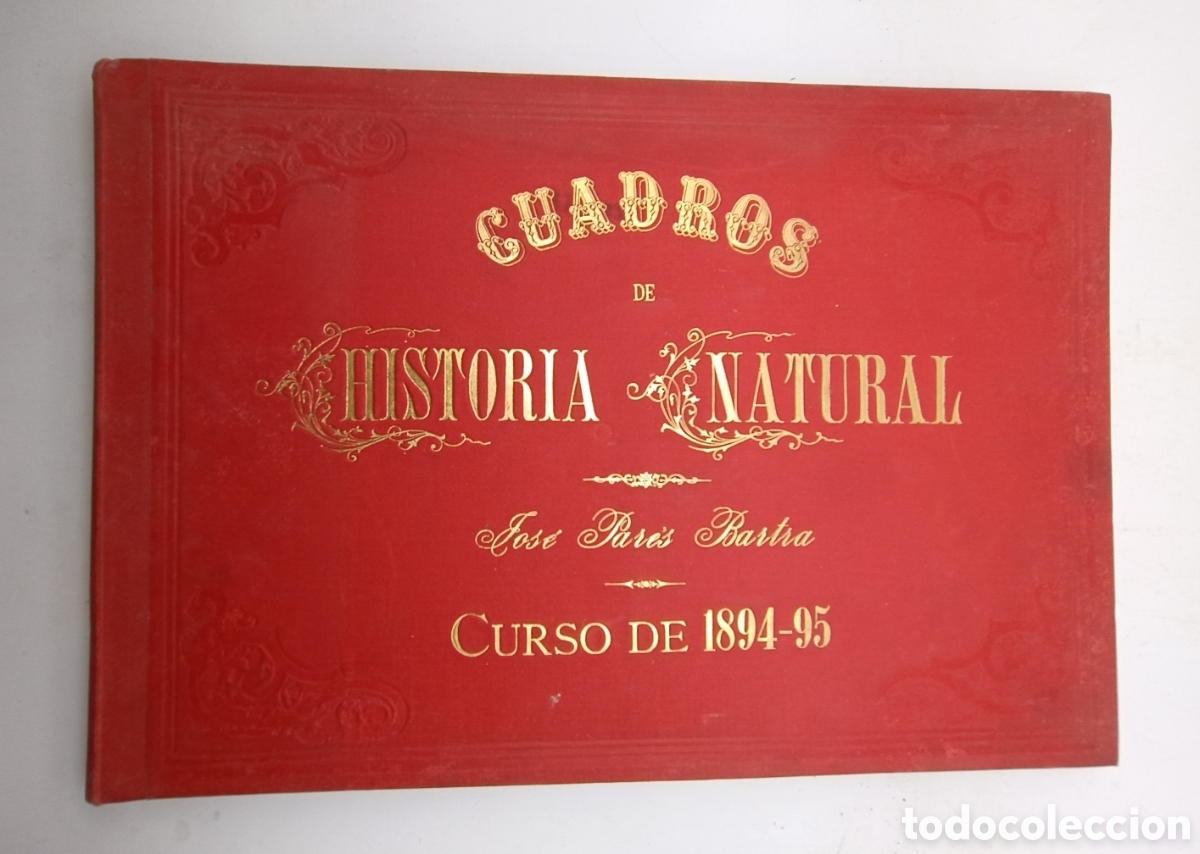 CUADROS
DE
HISTORIA NATURAL
José Parés Bartra
CURSO DE 1894-95
todocoleccion